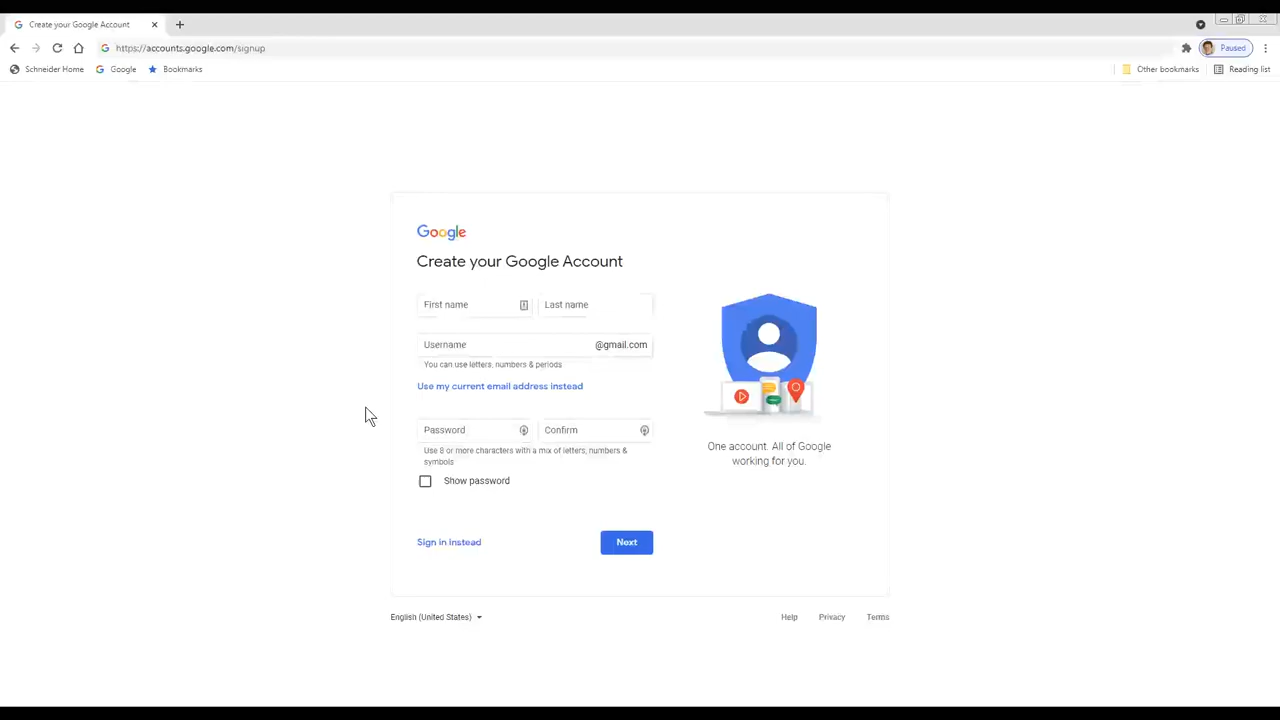 Create your Google Account
https://accounts.google.com/signup
Paused
Schneider Home Google Bookmarks Other bookmarks Reading list
Google
Create your Google Account
First name Last name
Username @gmail.com
You can use letters, numbers & periods
Use my current email address instead
Password Confirm
Use 8 or more characters with a mix of letters, numbers &
symbols
Show password
Sign in instead Next
One account. All of Google
working for you.
English (United States) Help Privacy Terms